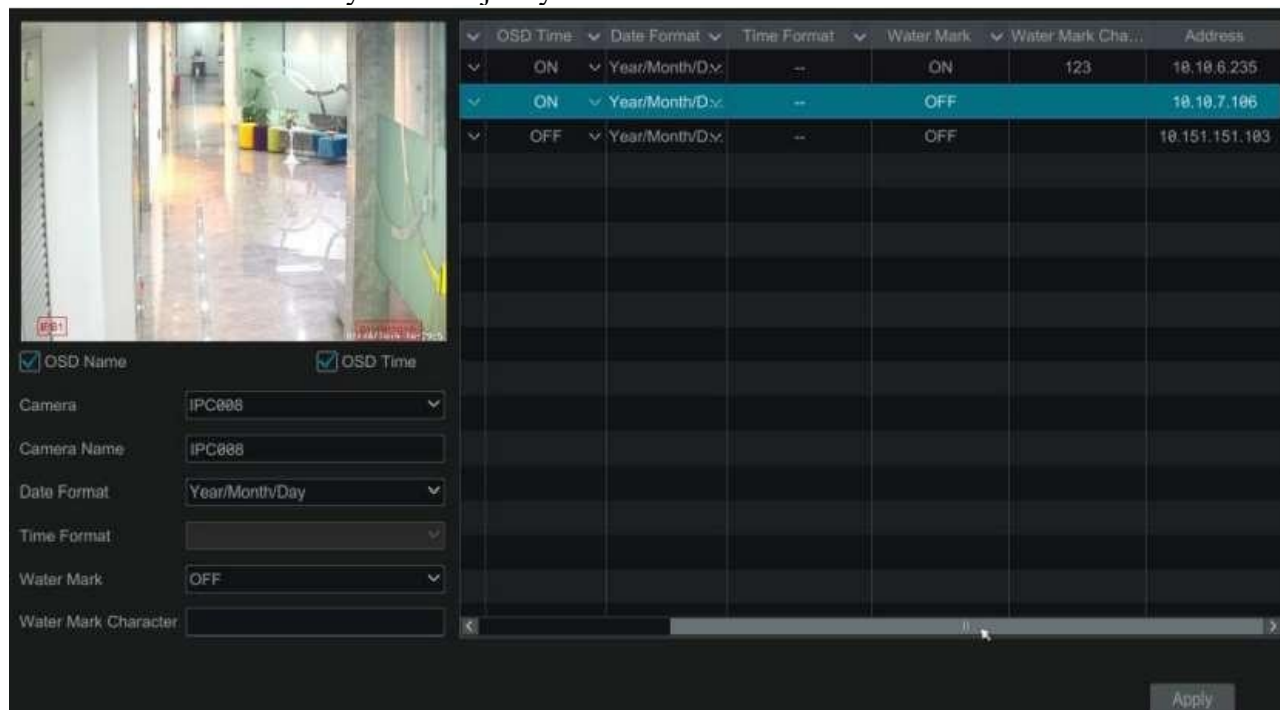 OSD Time Date Format Time Format Water Mark Water Mark Cha... Address
ON Year/Month/D... -- ON 123 10.10.6.235
ON Year/Month/D... -- OFF 10.10.7.106
OFF Year/Month/D... -- OFF 10.151.151.103
OSD Name OSD Time
Camera IPC008
Camera Name IPC008
Date Format Year/Month/Day
Time Format
Water Mark OFF
Water Mark Character
Apply